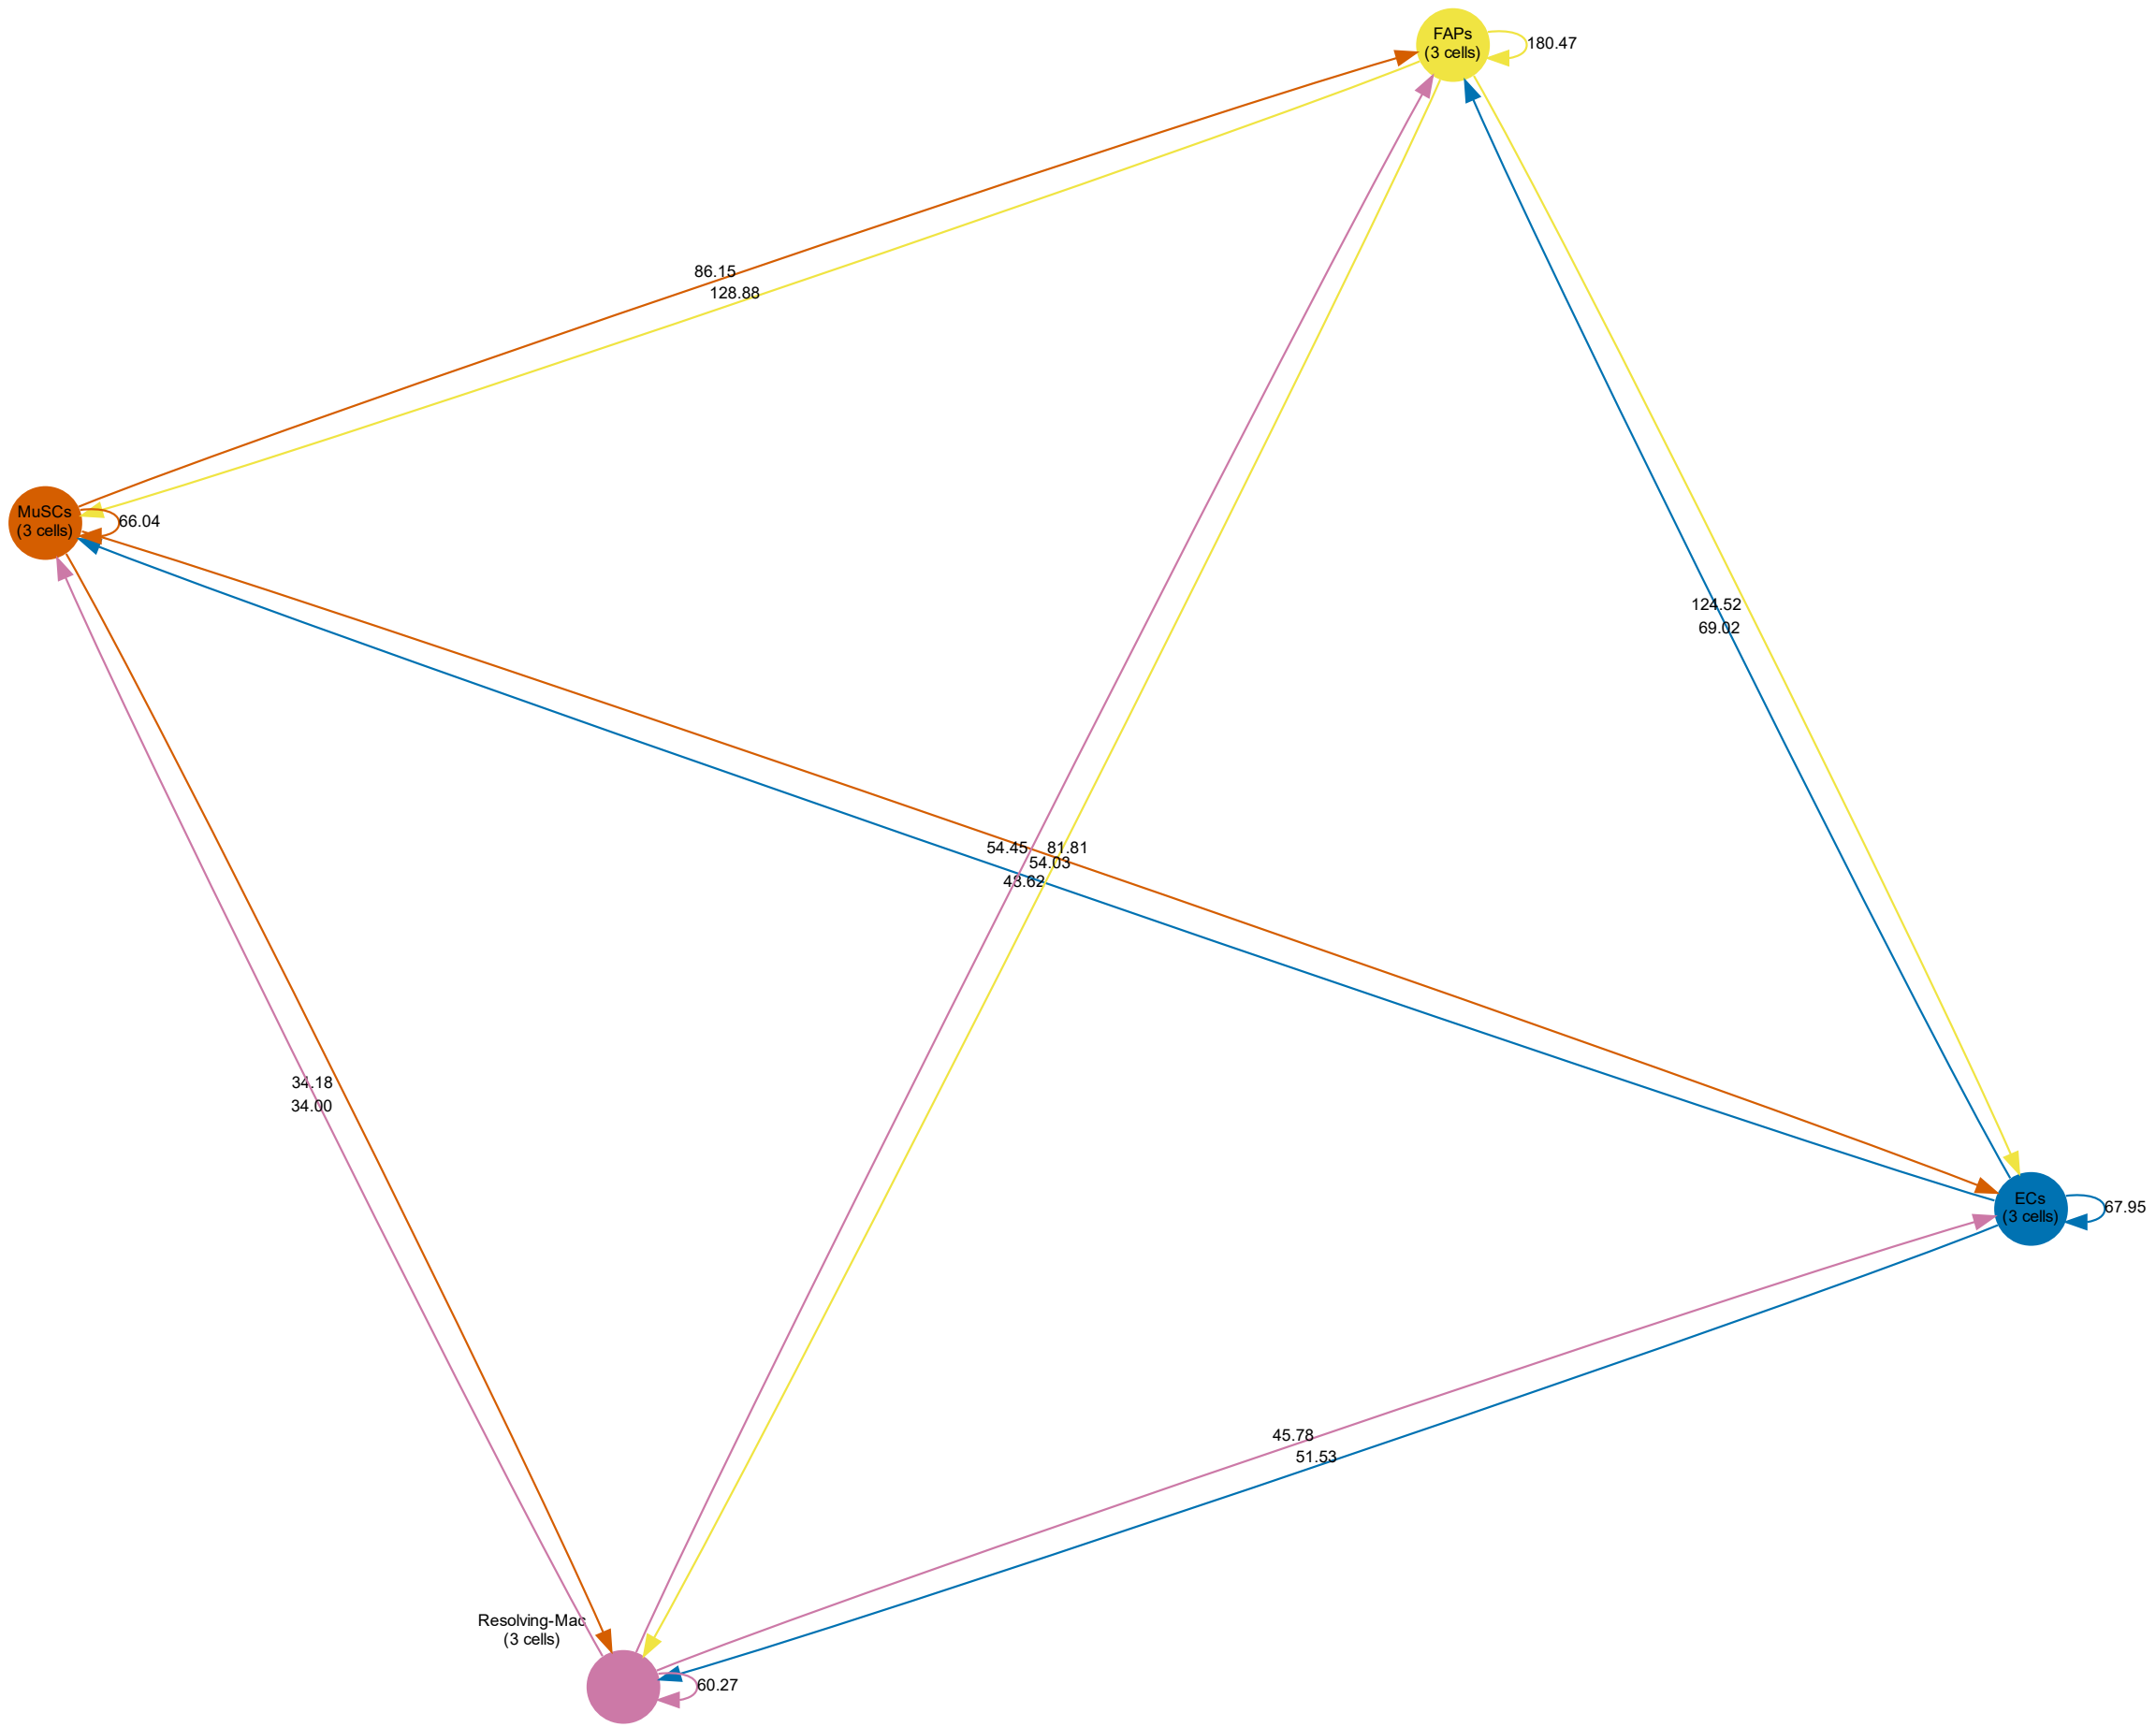 FAPs
(3 cells)
180.47
86.15
128.88
MuSCs
(3 cells)
66.04
124.52
69.02
54.45
81.81
54.03
43.62
34.18
34.00
ECs
(3 cells)
67.95
45.78
51.53
Resolving-Mac
(3 cells)
60.27